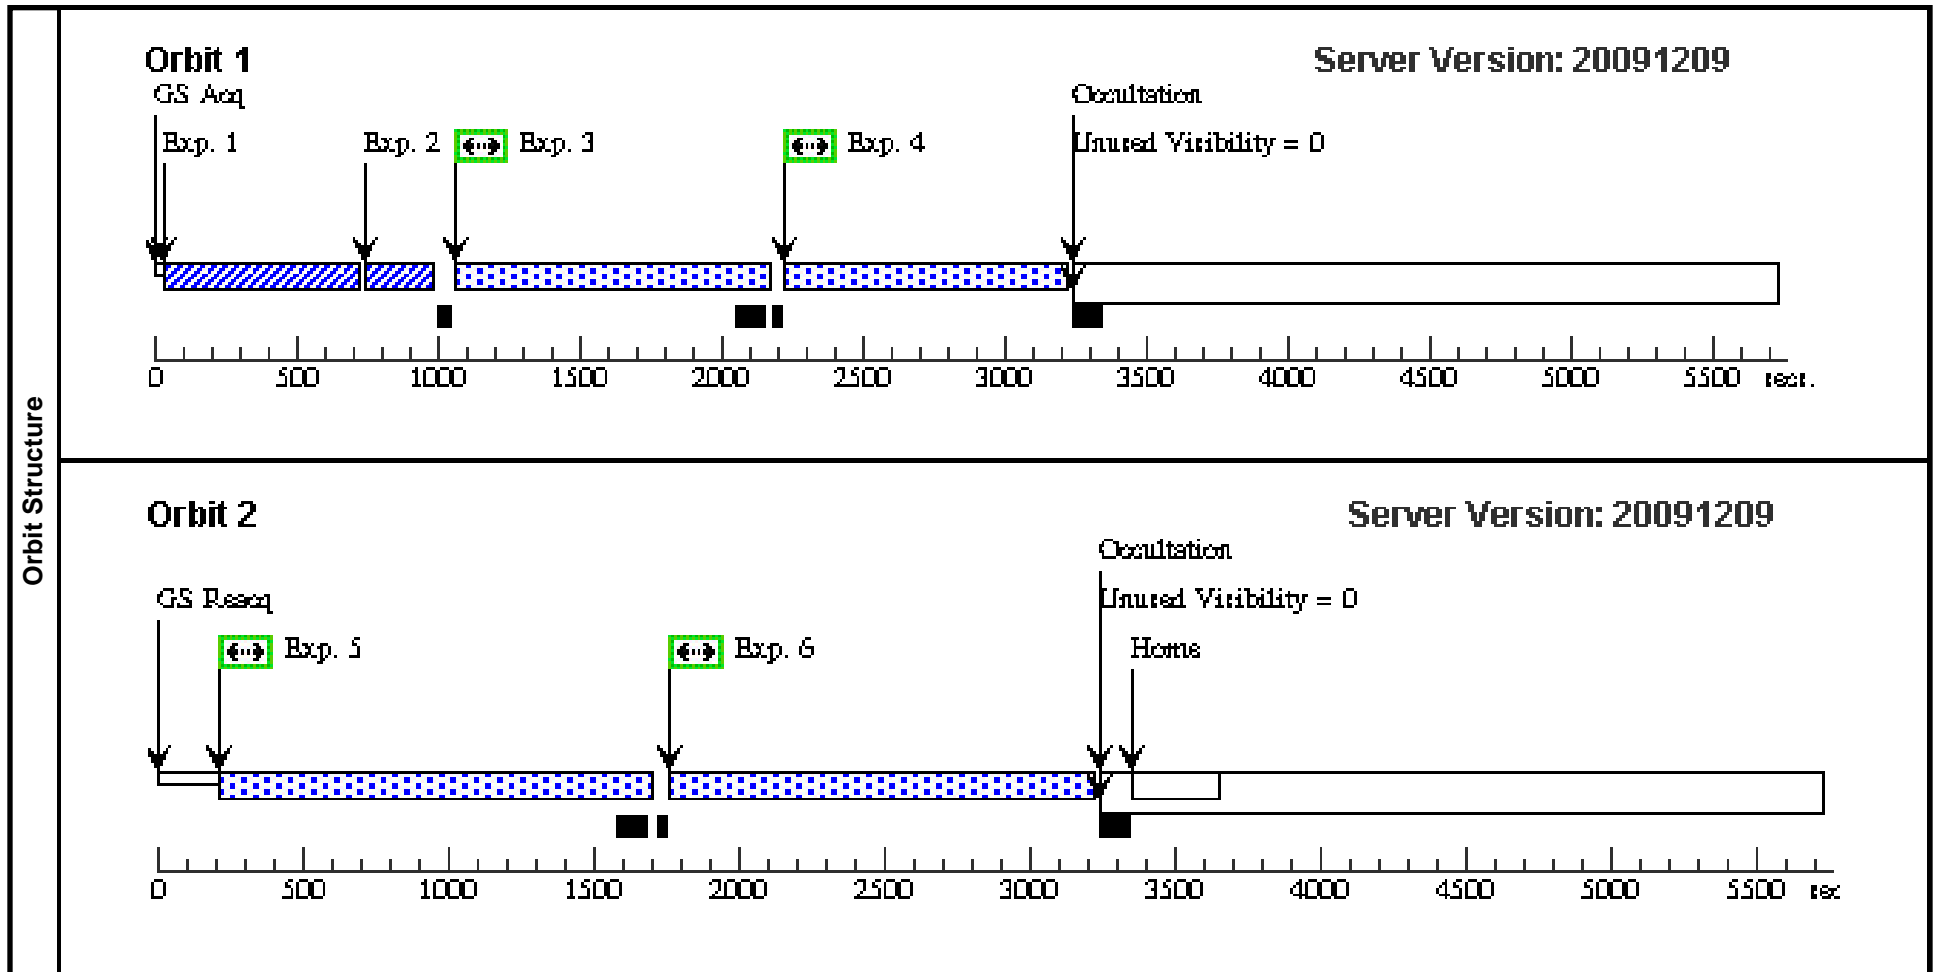 Orbit Structure
Orbit 1
Server Version: 20091209
GS Acq
Occultation
Exp. 1
Exp. 2
Exp. 3
Exp. 4
Unused Visibility = 0
0 500 1000 1500 2000 2500 3000 3500 4000 4500 5000 5500 secs.
Orbit 2
Server Version: 20091209
Occultation
GS Reacq
Unused Visibility = 0
Exp. 5
Exp. 6
Home
0 500 1000 1500 2000 2500 3000 3500 4000 4500 5000 5500 sec